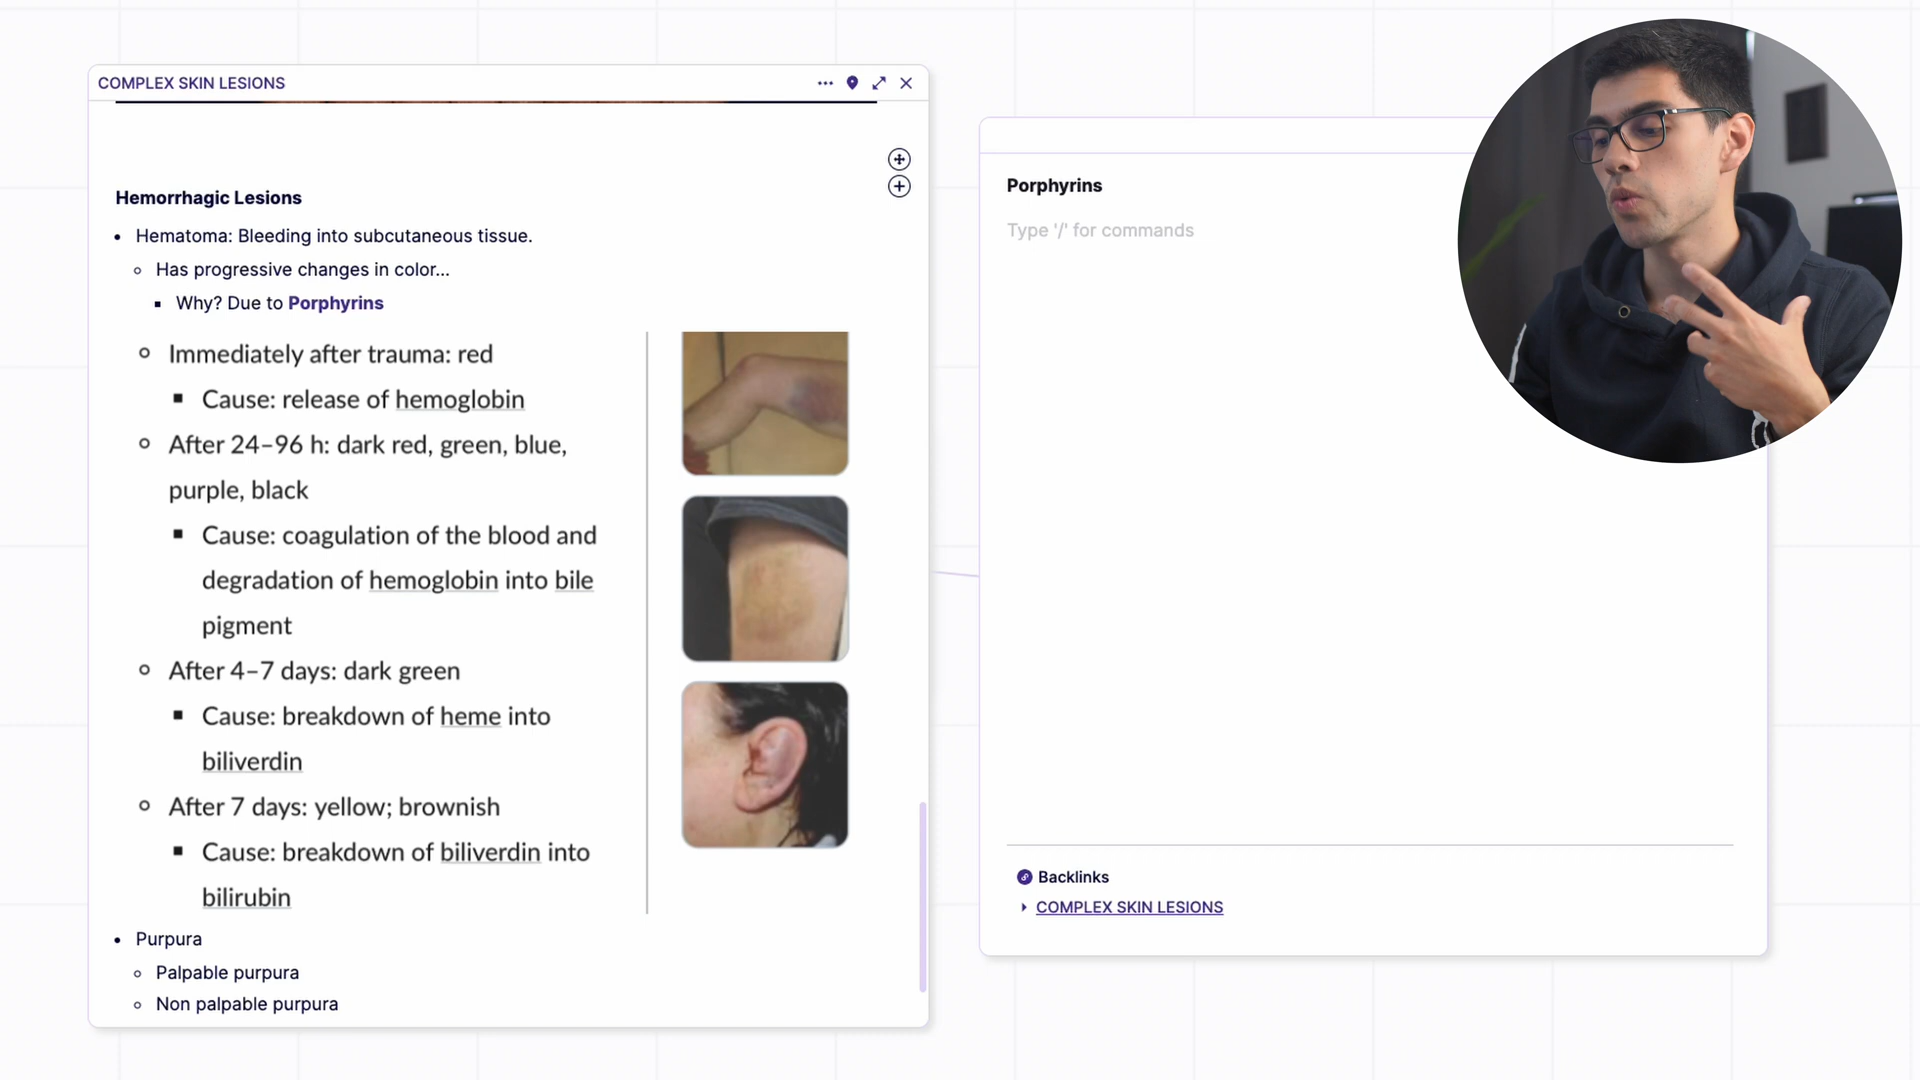 COMPLEX SKIN LESIONS
Hemorrhagic Lesions
Hematoma: Bleeding into subcutaneous tissue.
Has progressive changes in color...
Why? Due to Porphyrins
Immediately after trauma: red
Cause: release of hemoglobin
After 24–96 h: dark red, green, blue,
purple, black
Cause: coagulation of the blood and
degradation of hemoglobin into bile
pigment
After 4–7 days: dark green
Cause: breakdown of heme into
biliverdin
After 7 days: yellow; brownish
Cause: breakdown of biliverdin into
bilirubin
Purpura
Palpable purpura
Non palpable purpura
Porphyrins
Type '/' for commands
Backlinks
COMPLEX SKIN LESIONS